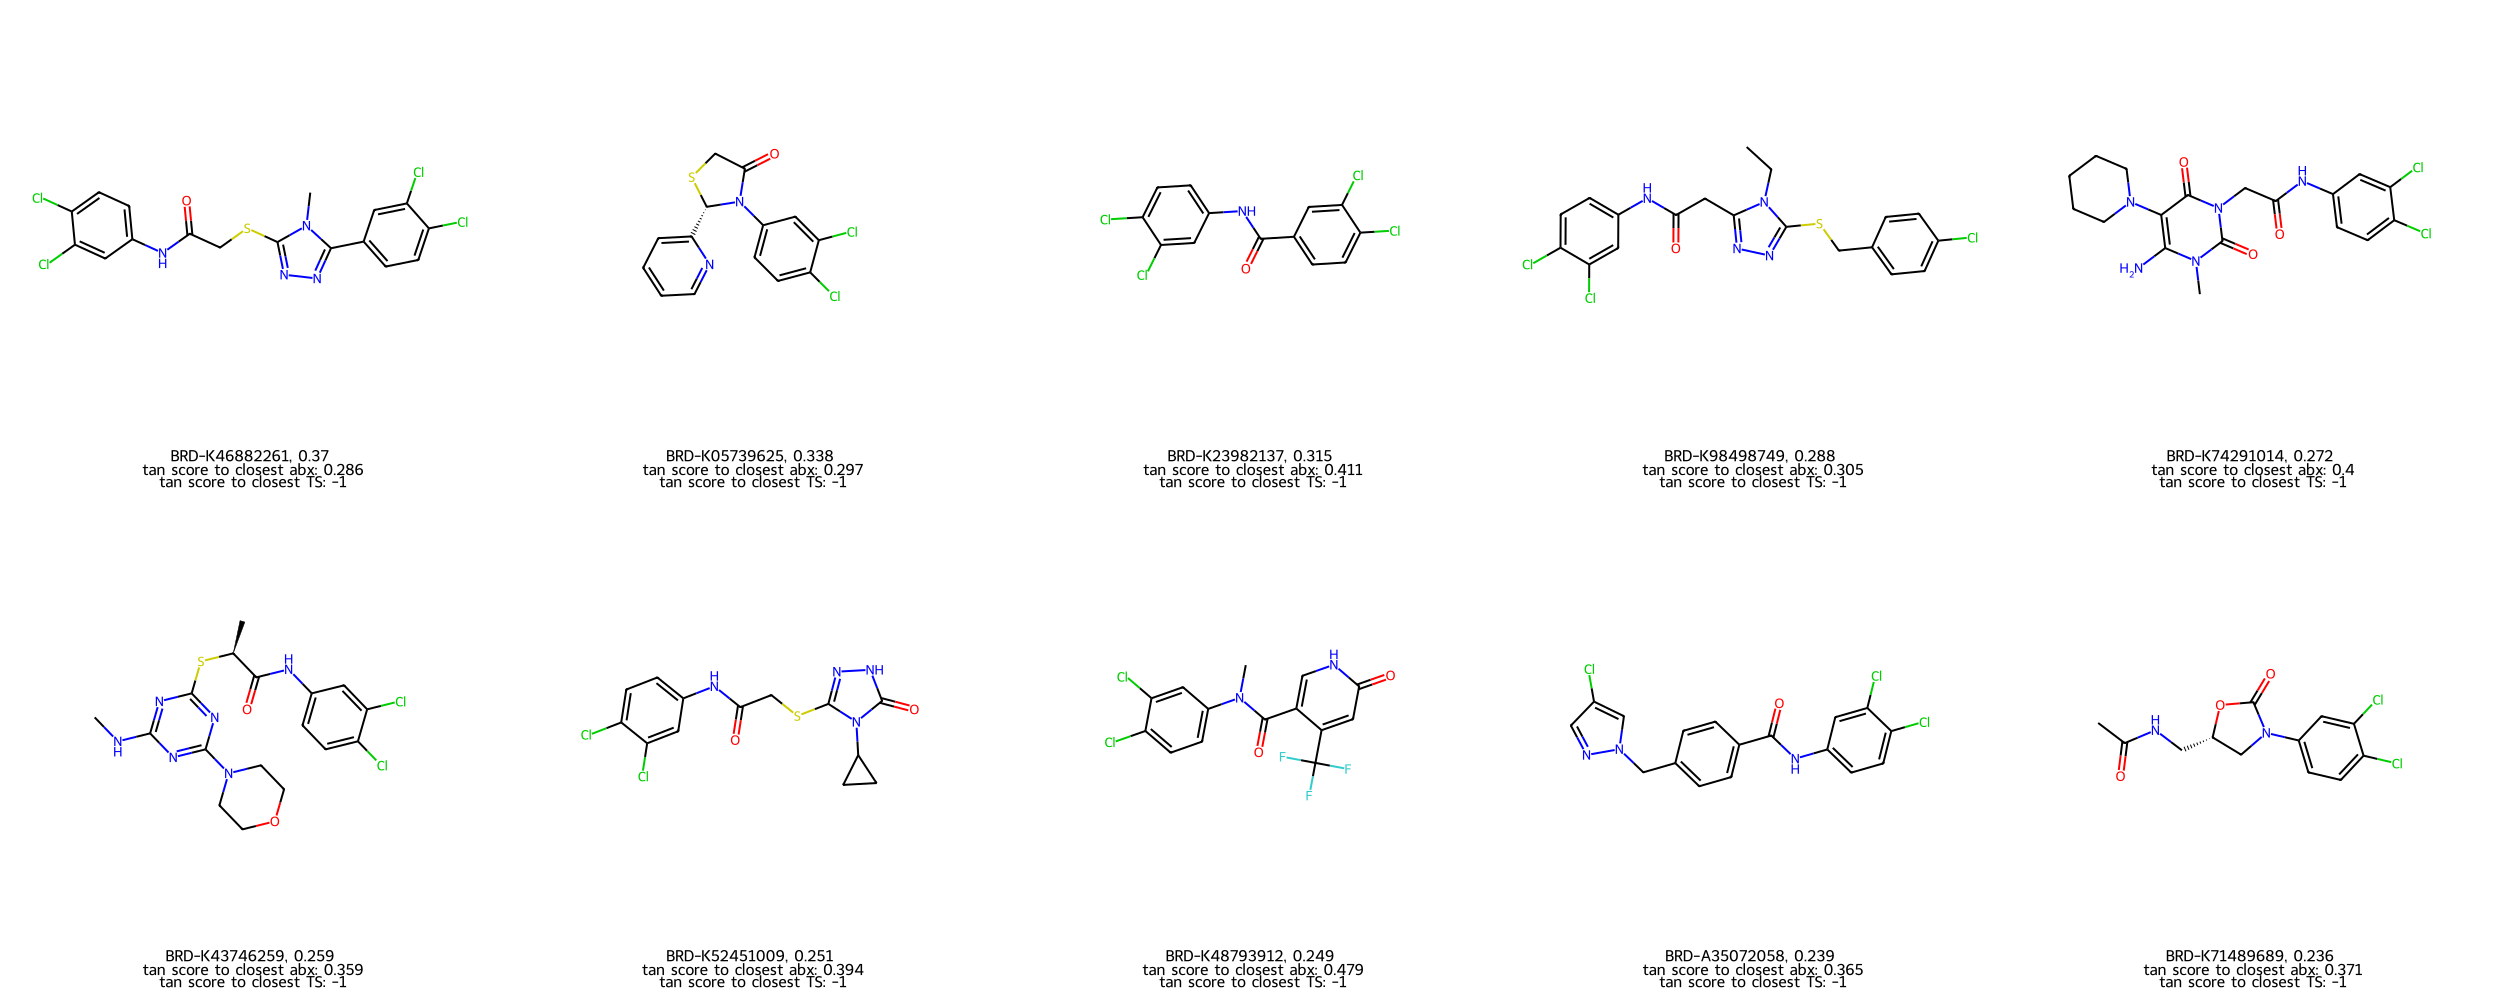 BRD-K46882261, 0.37
tan score to closest abx: 0.286
tan score to closest TS: -1
BRD-K05739625, 0.338
tan score to closest abx: 0.297
tan score to closest TS: -1
BRD-K23982137, 0.315
tan score to closest abx: 0.411
tan score to closest TS: -1
BRD-K98498749, 0.288
tan score to closest abx: 0.305
tan score to closest TS: -1
BRD-K74291014, 0.272
tan score to closest abx: 0.4
tan score to closest TS: -1
BRD-K43746259, 0.259
tan score to closest abx: 0.359
tan score to closest TS: -1
BRD-K52451009, 0.251
tan score to closest abx: 0.394
tan score to closest TS: -1
BRD-K48793912, 0.249
tan score to closest abx: 0.479
tan score to closest TS: -1
BRD-A35072058, 0.239
tan score to closest abx: 0.365
tan score to closest TS: -1
BRD-K71489689, 0.236
tan score to closest abx: 0.371
tan score to closest TS: -1